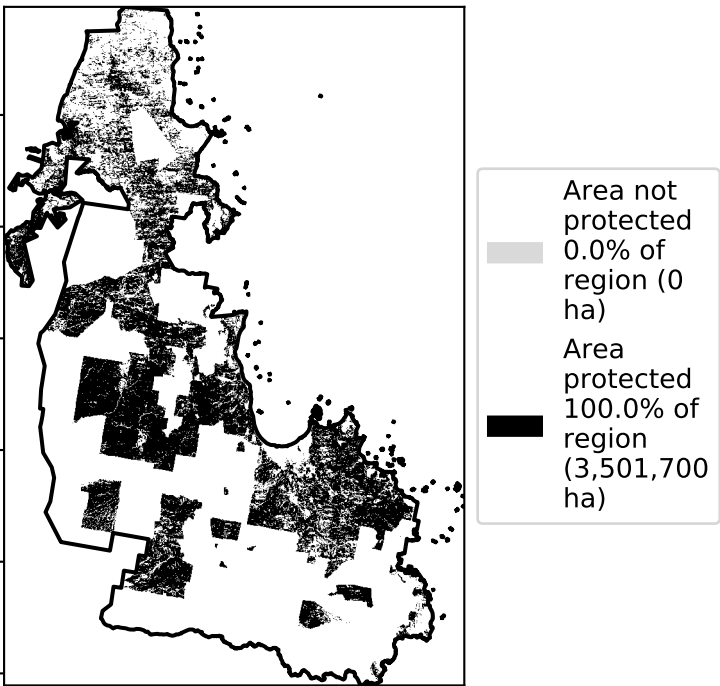 Area not
protected
0.0% of
region (0
ha)
Area
protected
100.0% of
region
(3,501,700
ha)